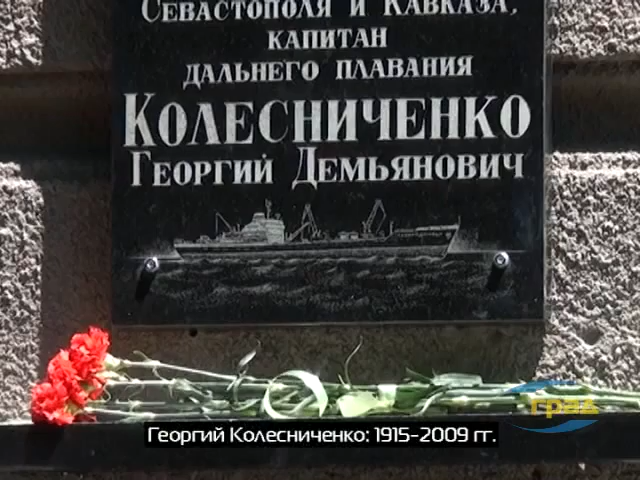 Севастополя и Кавказа,
капитан
дальнего плавания
Колесниченко
Георгий Демьянович
град
Георгий Колесниченко: 1915-2009 гг.